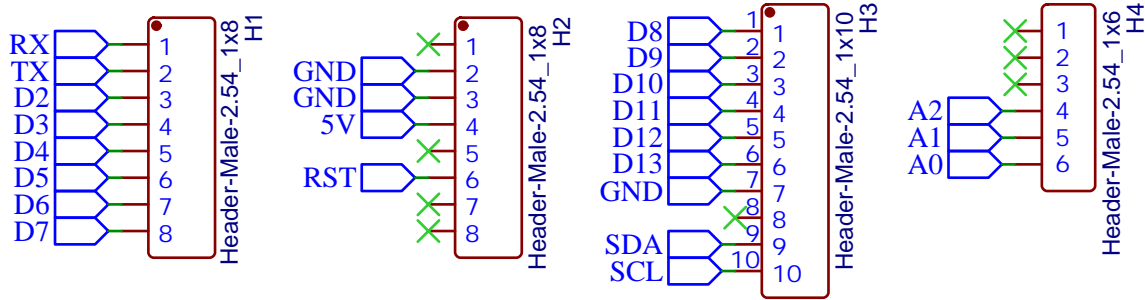 RX 1
TX 2
D2 3
D3 4
D4 5
D5 6
D6 7
D7 8
Header-Male-2.54_1x8
H1
1
GND 2
GND 3
5V 4
5
RST 6
7
8
Header-Male-2.54_1x8
H2
D8 1 1
D9 2 2
D10 3 3
D11 4 4
D12 5 5
D13 6 6
GND 7 7
8 8
SDA 9 9
SCL 10 10
Header-Male-2.54_1x10
H3
1
2
3
A2 4
A1 5
A0 6
Header-Male-2.54_1x6
H4